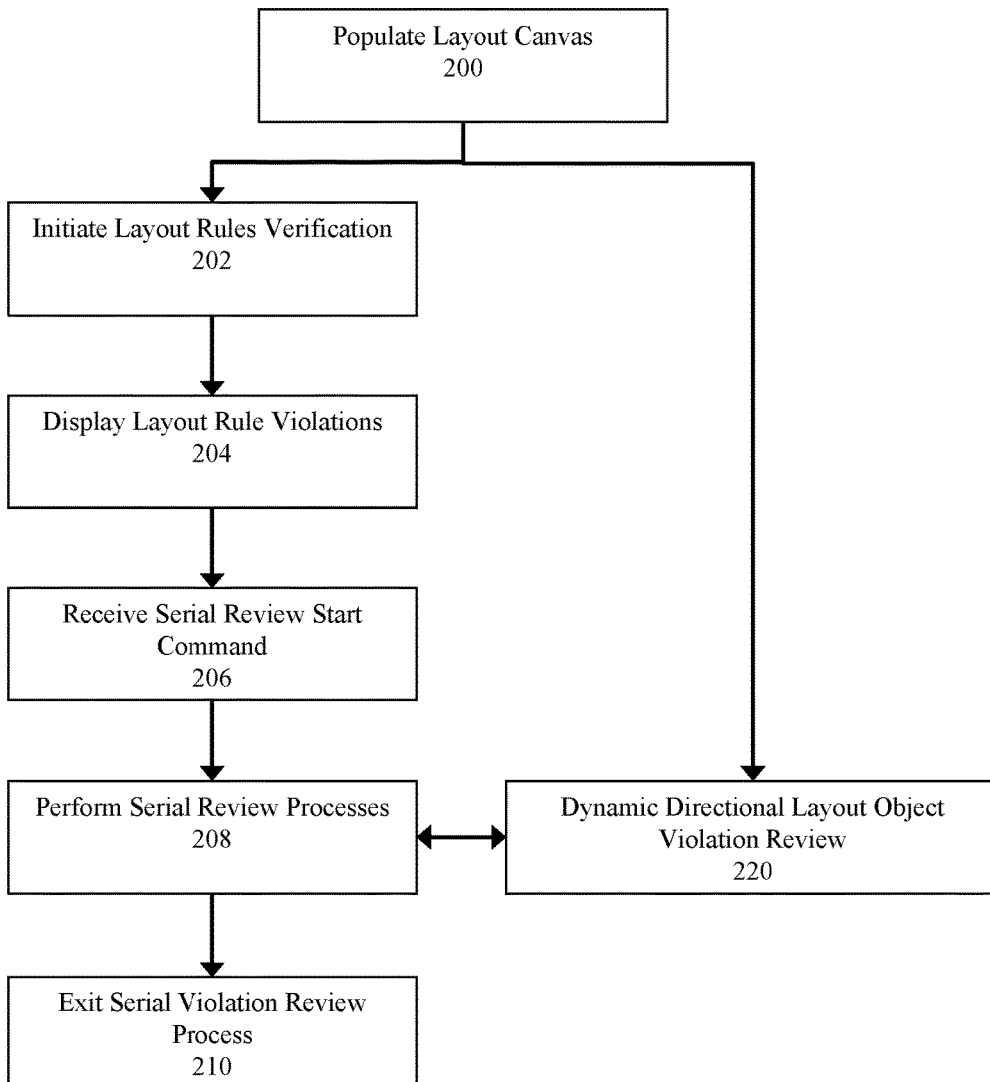 Populate Layout Canvas
200
Initiate Layout Rules Verification
202
Display Layout Rule Violations
204
Receive Serial Review Start
Command
206
Perform Serial Review Processes
208
Dynamic Directional Layout Object
Violation Review
220
Exit Serial Violation Review
Process
210